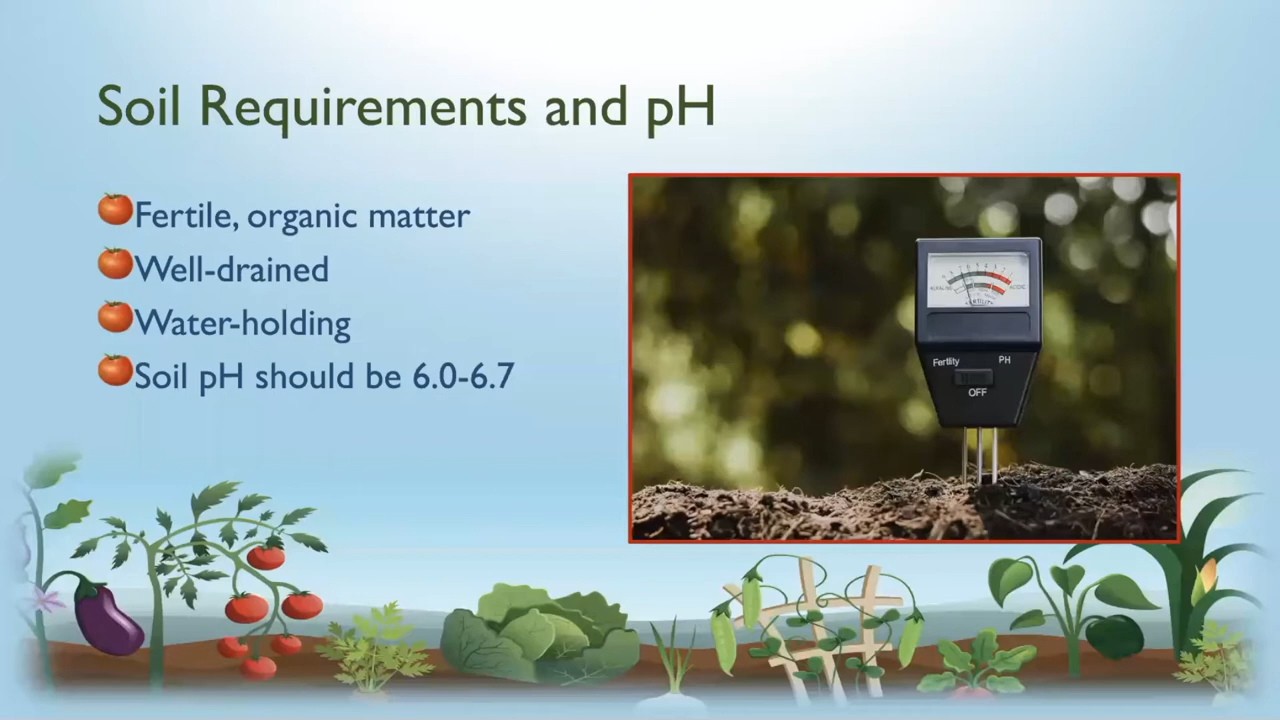 Soil Requirements and pH
Fertile, organic matter
Well-drained
Water-holding
Soil pH should be 6.0-6.7
Fertlity
PH
OFF